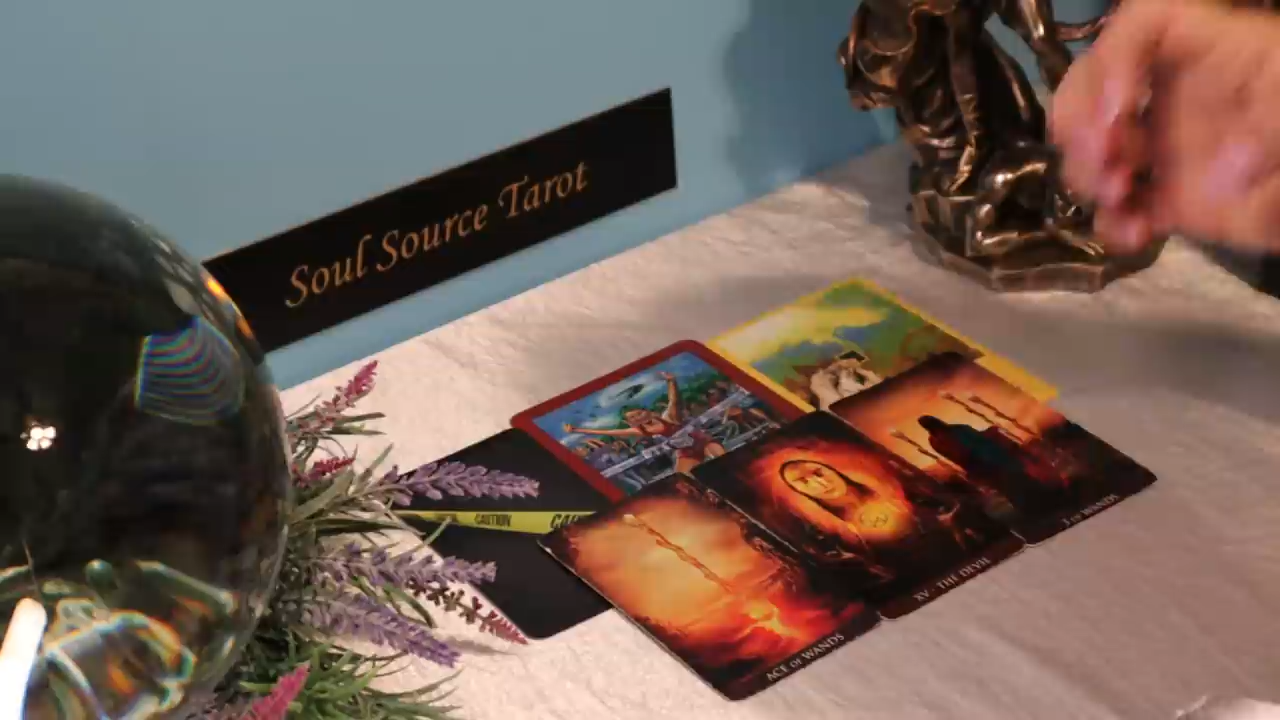 Soul Source Tarot
CAUTION
ACE OF WANDS
XV - THE DEVIL
3 OF WANDS